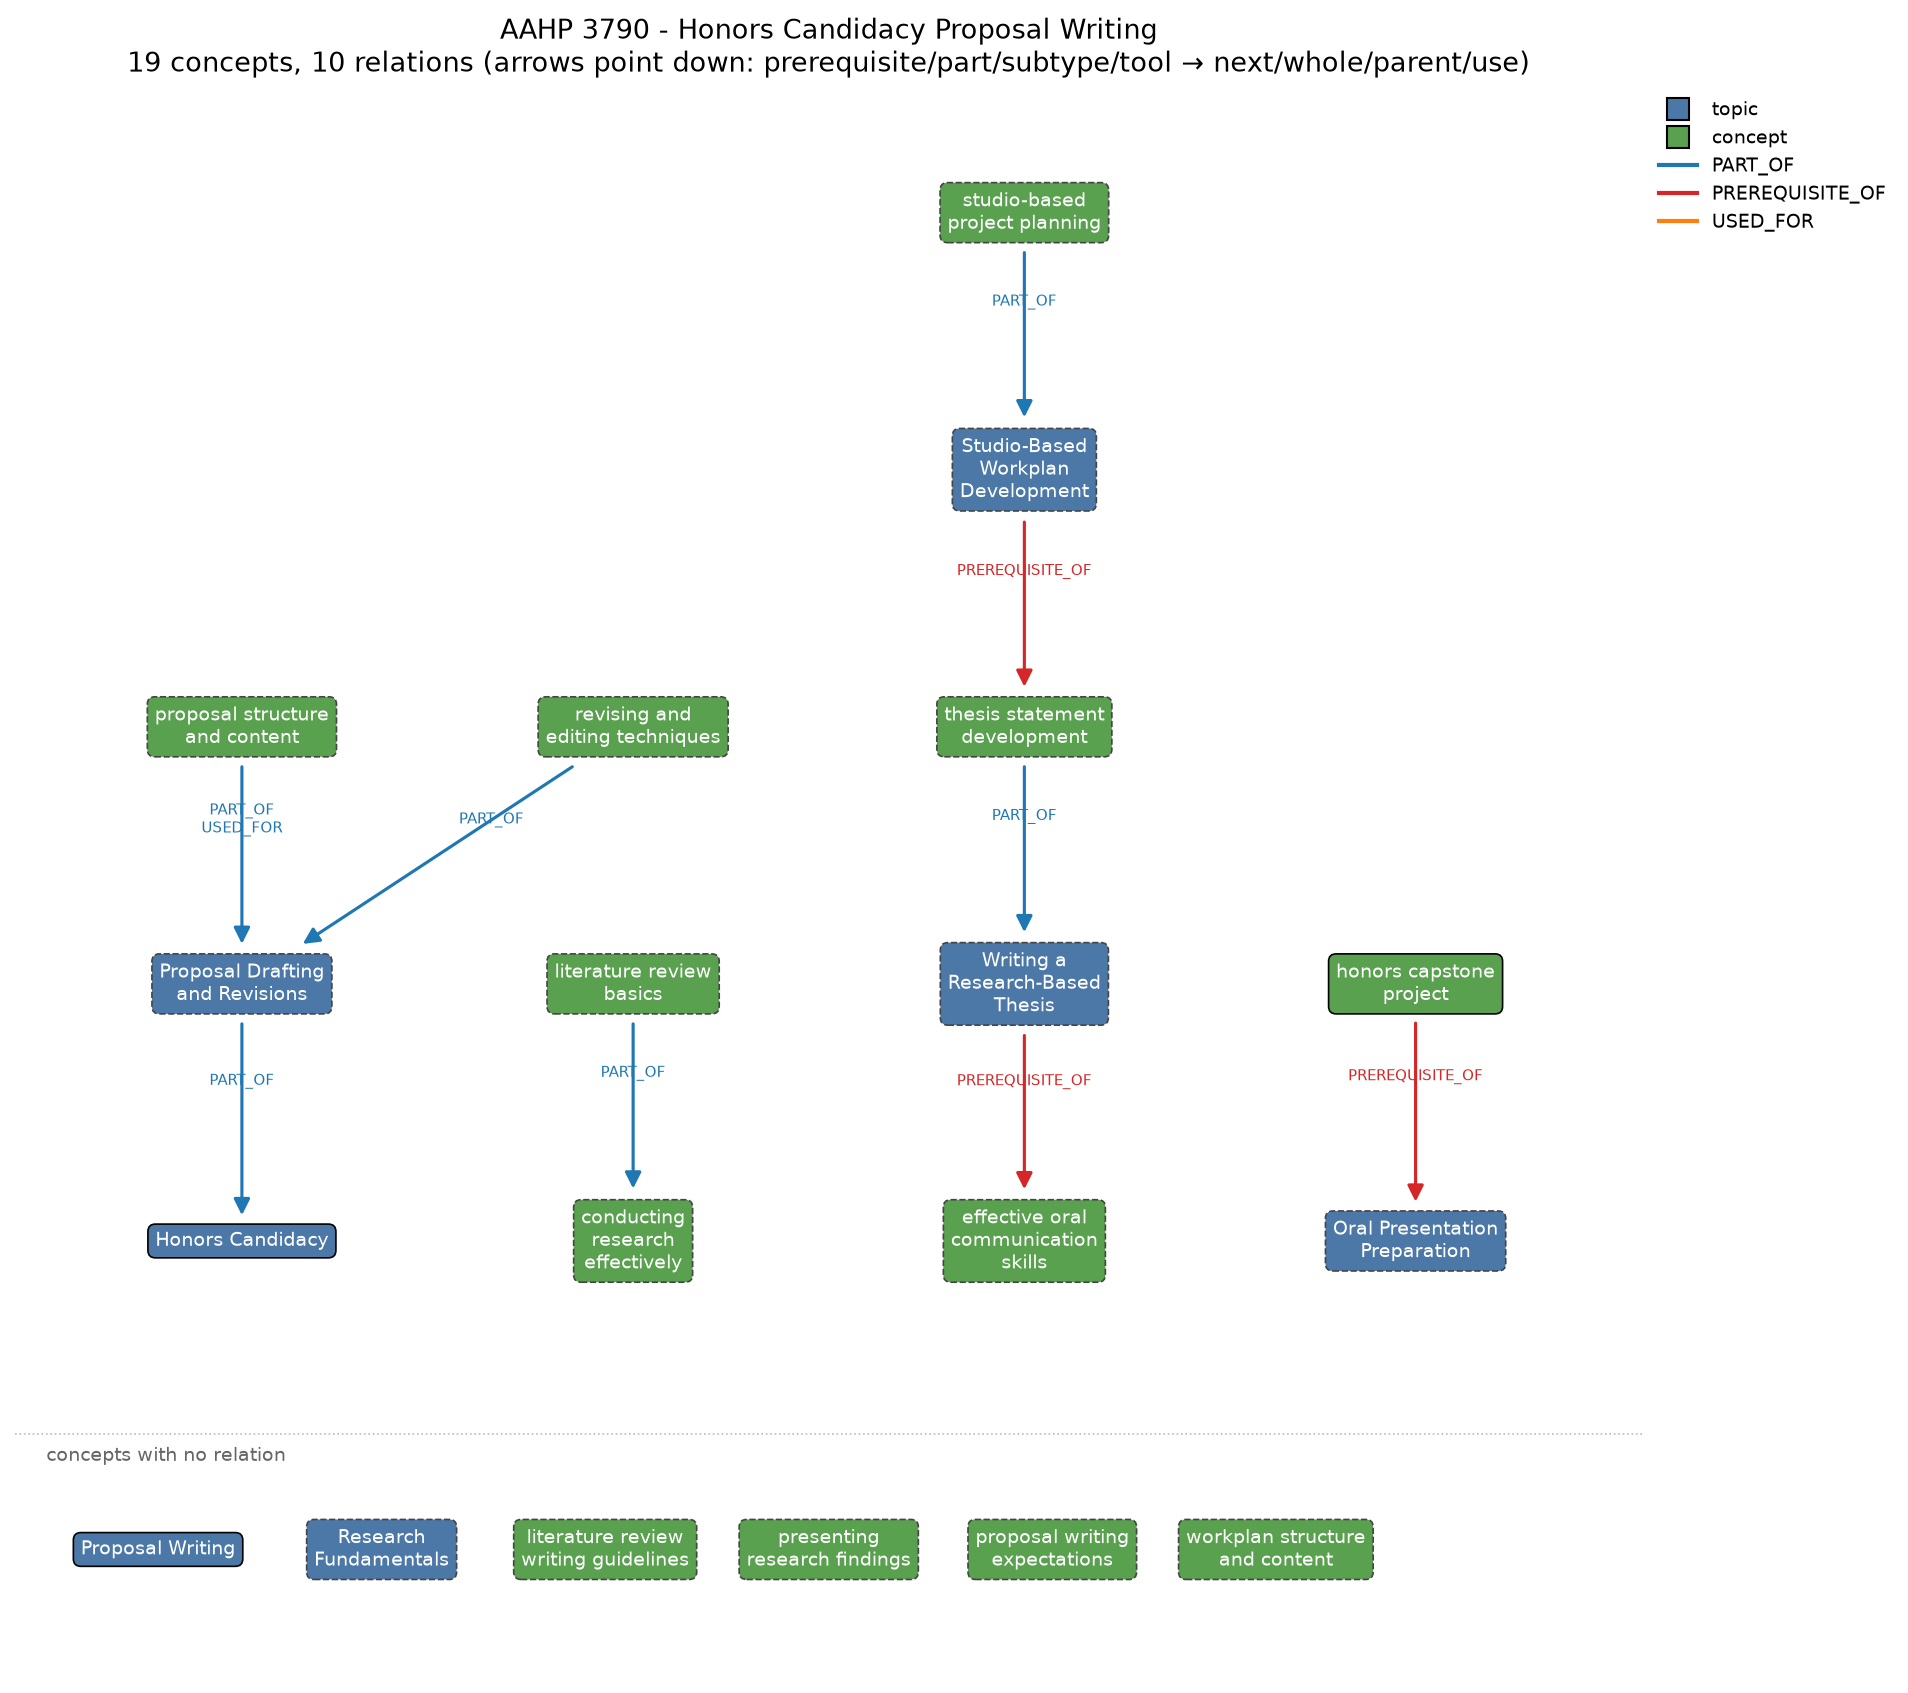 AAHP 3790 - Honors Candidacy Proposal Writing
19 concepts, 10 relations (arrows point down: prerequisite/part/subtype/tool → next/whole/parent/use)
topic
concept
PART_OF
PREREQUISITE_OF
USED_FOR
studio-based
project planning
PART_OF
Studio-Based
Workplan
Development
PREREQUISITE_OF
proposal structure
and content
revising and
editing techniques
thesis statement
development
PART_OF
USED_FOR
PART_OF
PART_OF
Proposal Drafting
and Revisions
literature review
basics
Writing a
Research-Based
Thesis
honors capstone
project
PART_OF
PART_OF
PREREQUISITE_OF
PREREQUISITE_OF
Honors Candidacy
conducting
research
effectively
effective oral
communication
skills
Oral Presentation
Preparation
concepts with no relation
Proposal Writing
Research
Fundamentals
literature review
writing guidelines
presenting
research findings
proposal writing
expectations
workplan structure
and content